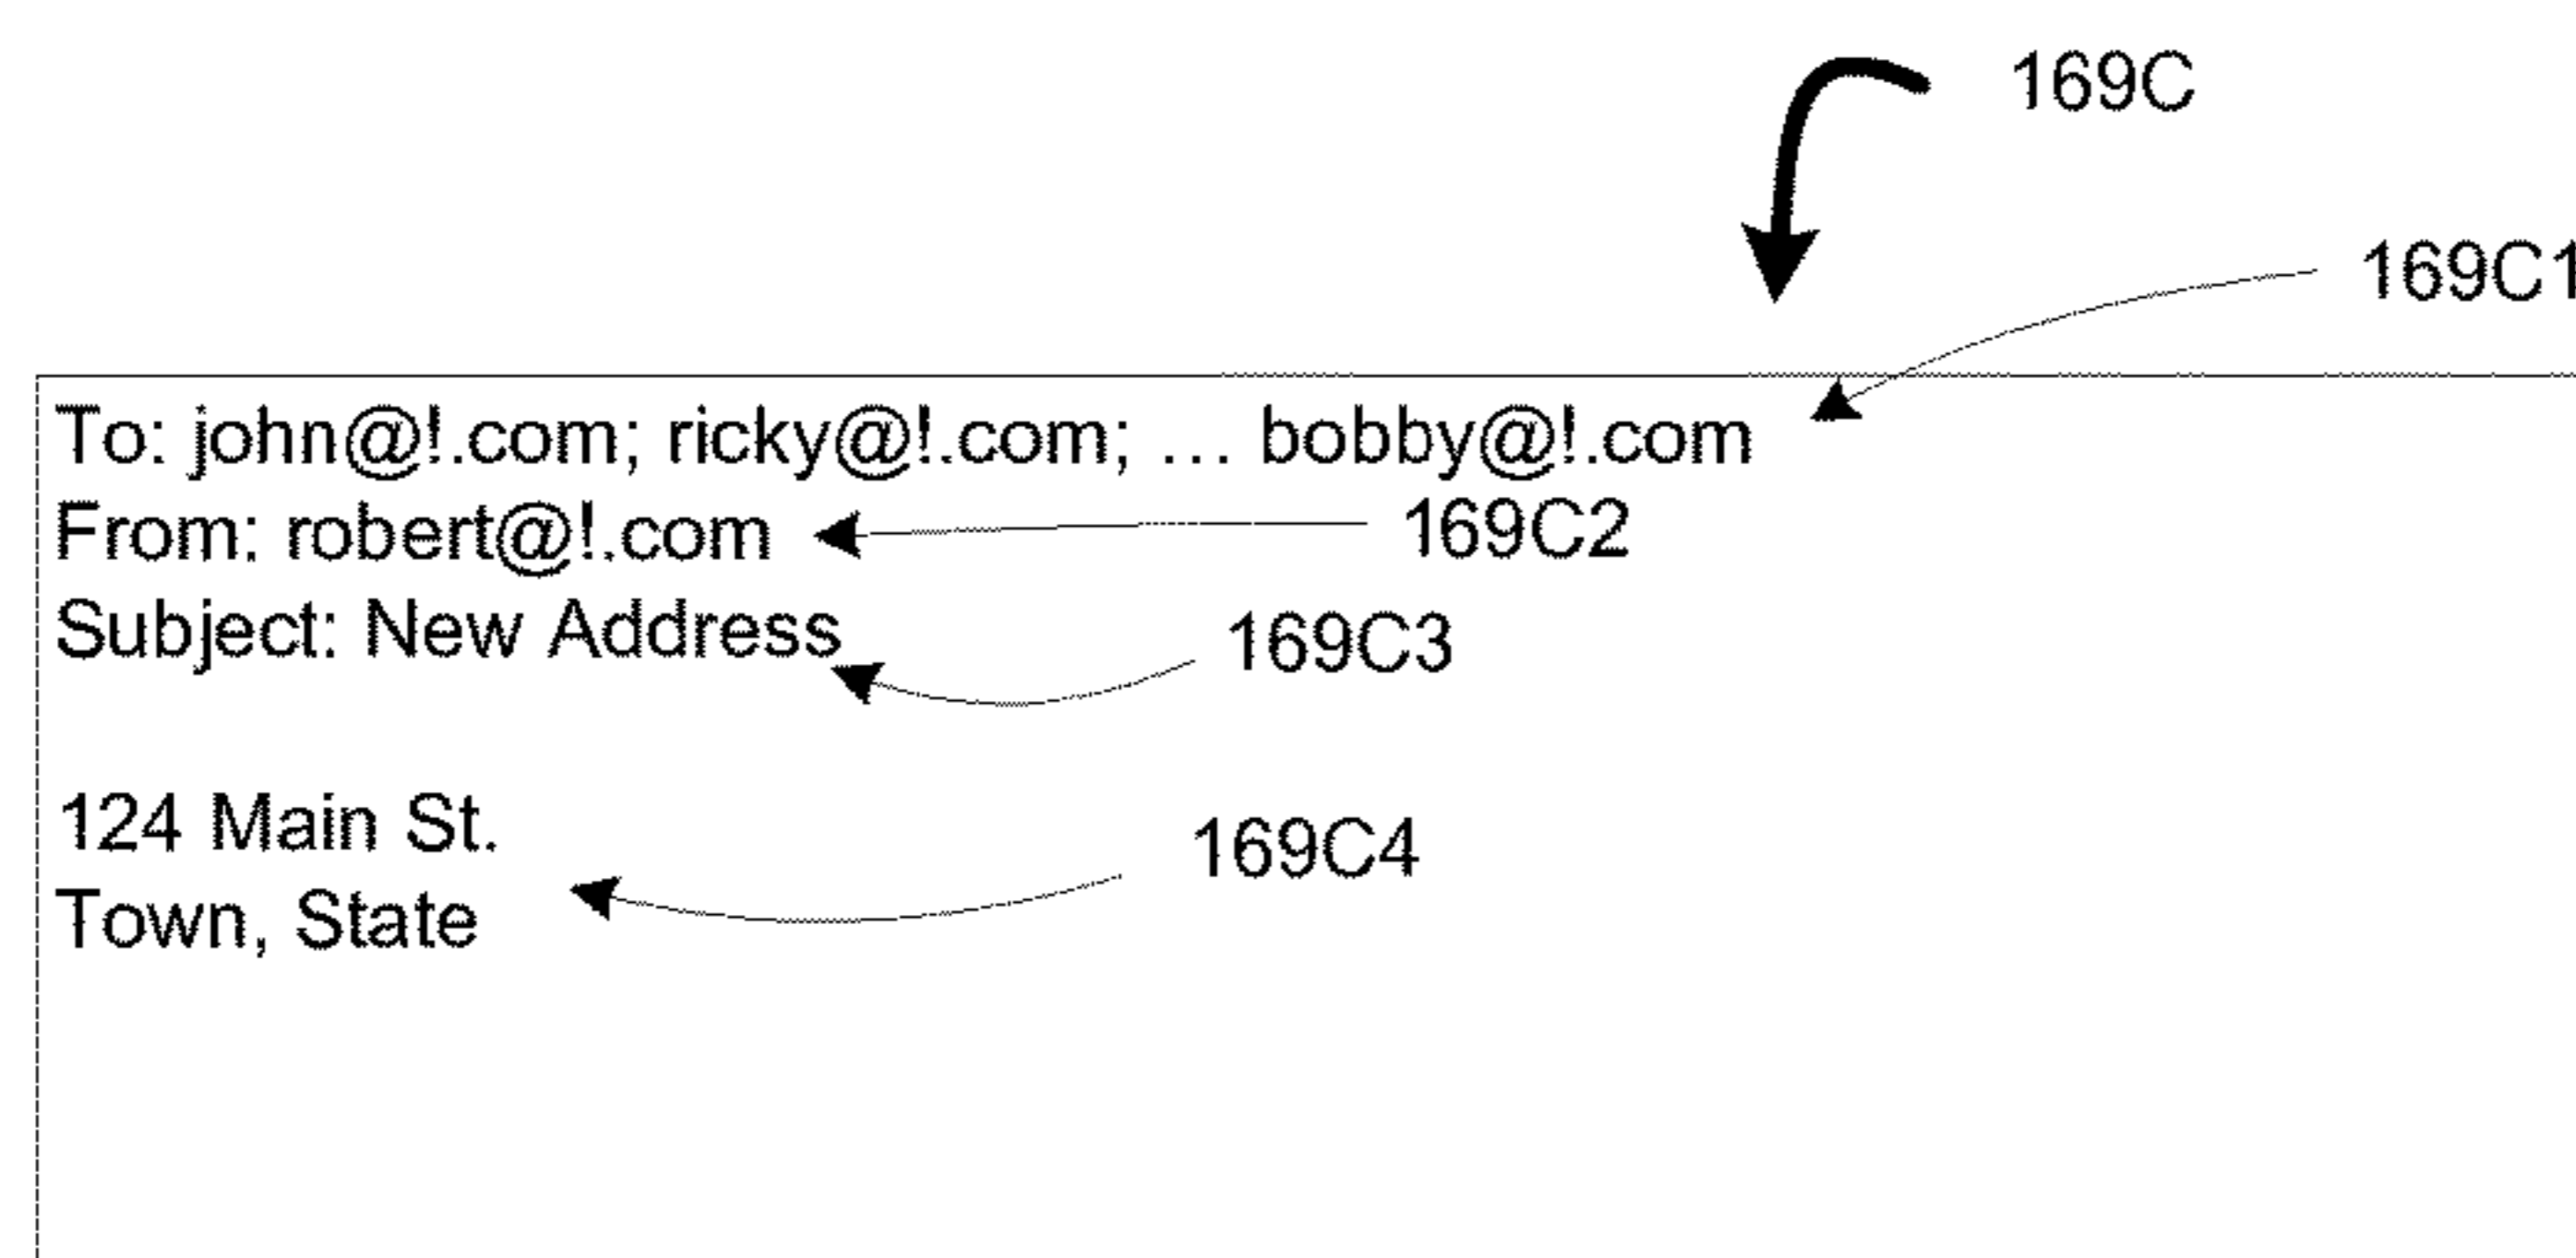 169C
169C1
To: john@!.com; ricky@!.com; ... bobby@!.com
From: robert@!.com
169C2
Subject: New Address
169C3
124 Main St.
169C4
Town, State